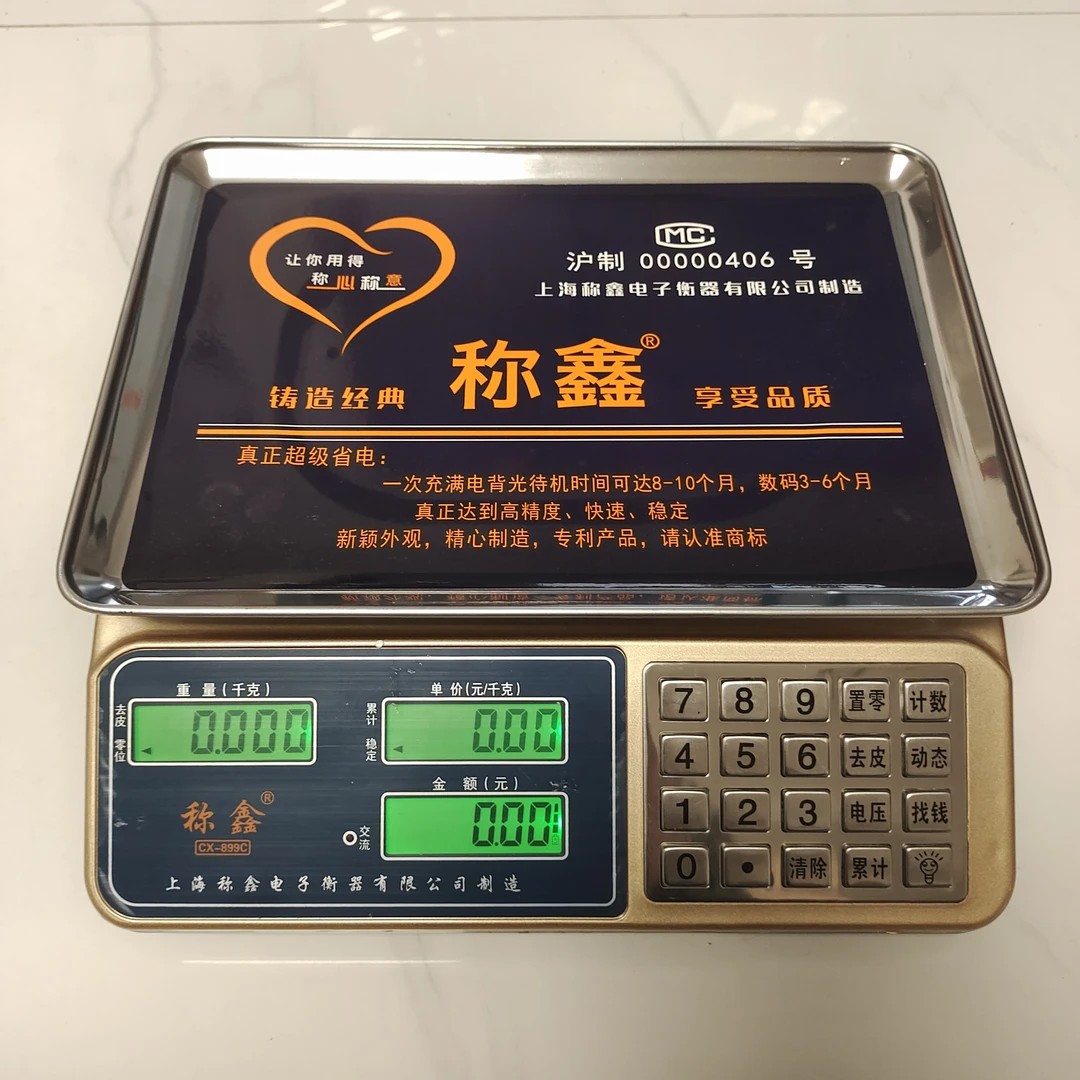 MC
沪制 00000406 号
上海称鑫电子衡器有限公司制造
让你用得
称心称意
称鑫®
铸造经典
享受品质
真正超级省电：
一次充满电背光待机时间可达8-10个月，数码3-6个月
真正达到高精度、快速、稳定
新颖外观，精心制造，专利产品，请认准商标
重量(千克)
去皮
零位
0.000
单价(元/千克)
累计
稳定
0.00
金额(元)
0.00
交流
称鑫®
CX-899C
上海称鑫电子衡器有限公司制造
7 8 9 置零 计数
4 5 6 去皮 动态
1 2 3 电压 找钱
0 . 清除 累计